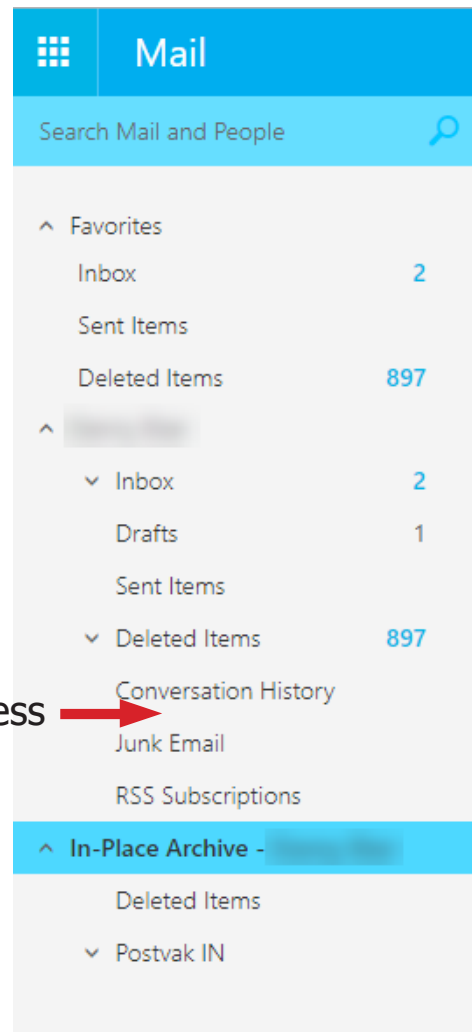 Mail
Search Mail and People
Favorites
Inbox 2
Sent Items
Deleted Items 897
Inbox 2
Drafts 1
Sent Items
Deleted Items 897
Conversation History
ess
Junk Email
RSS Subscriptions
In-Place Archive -
Deleted Items
Postvak IN